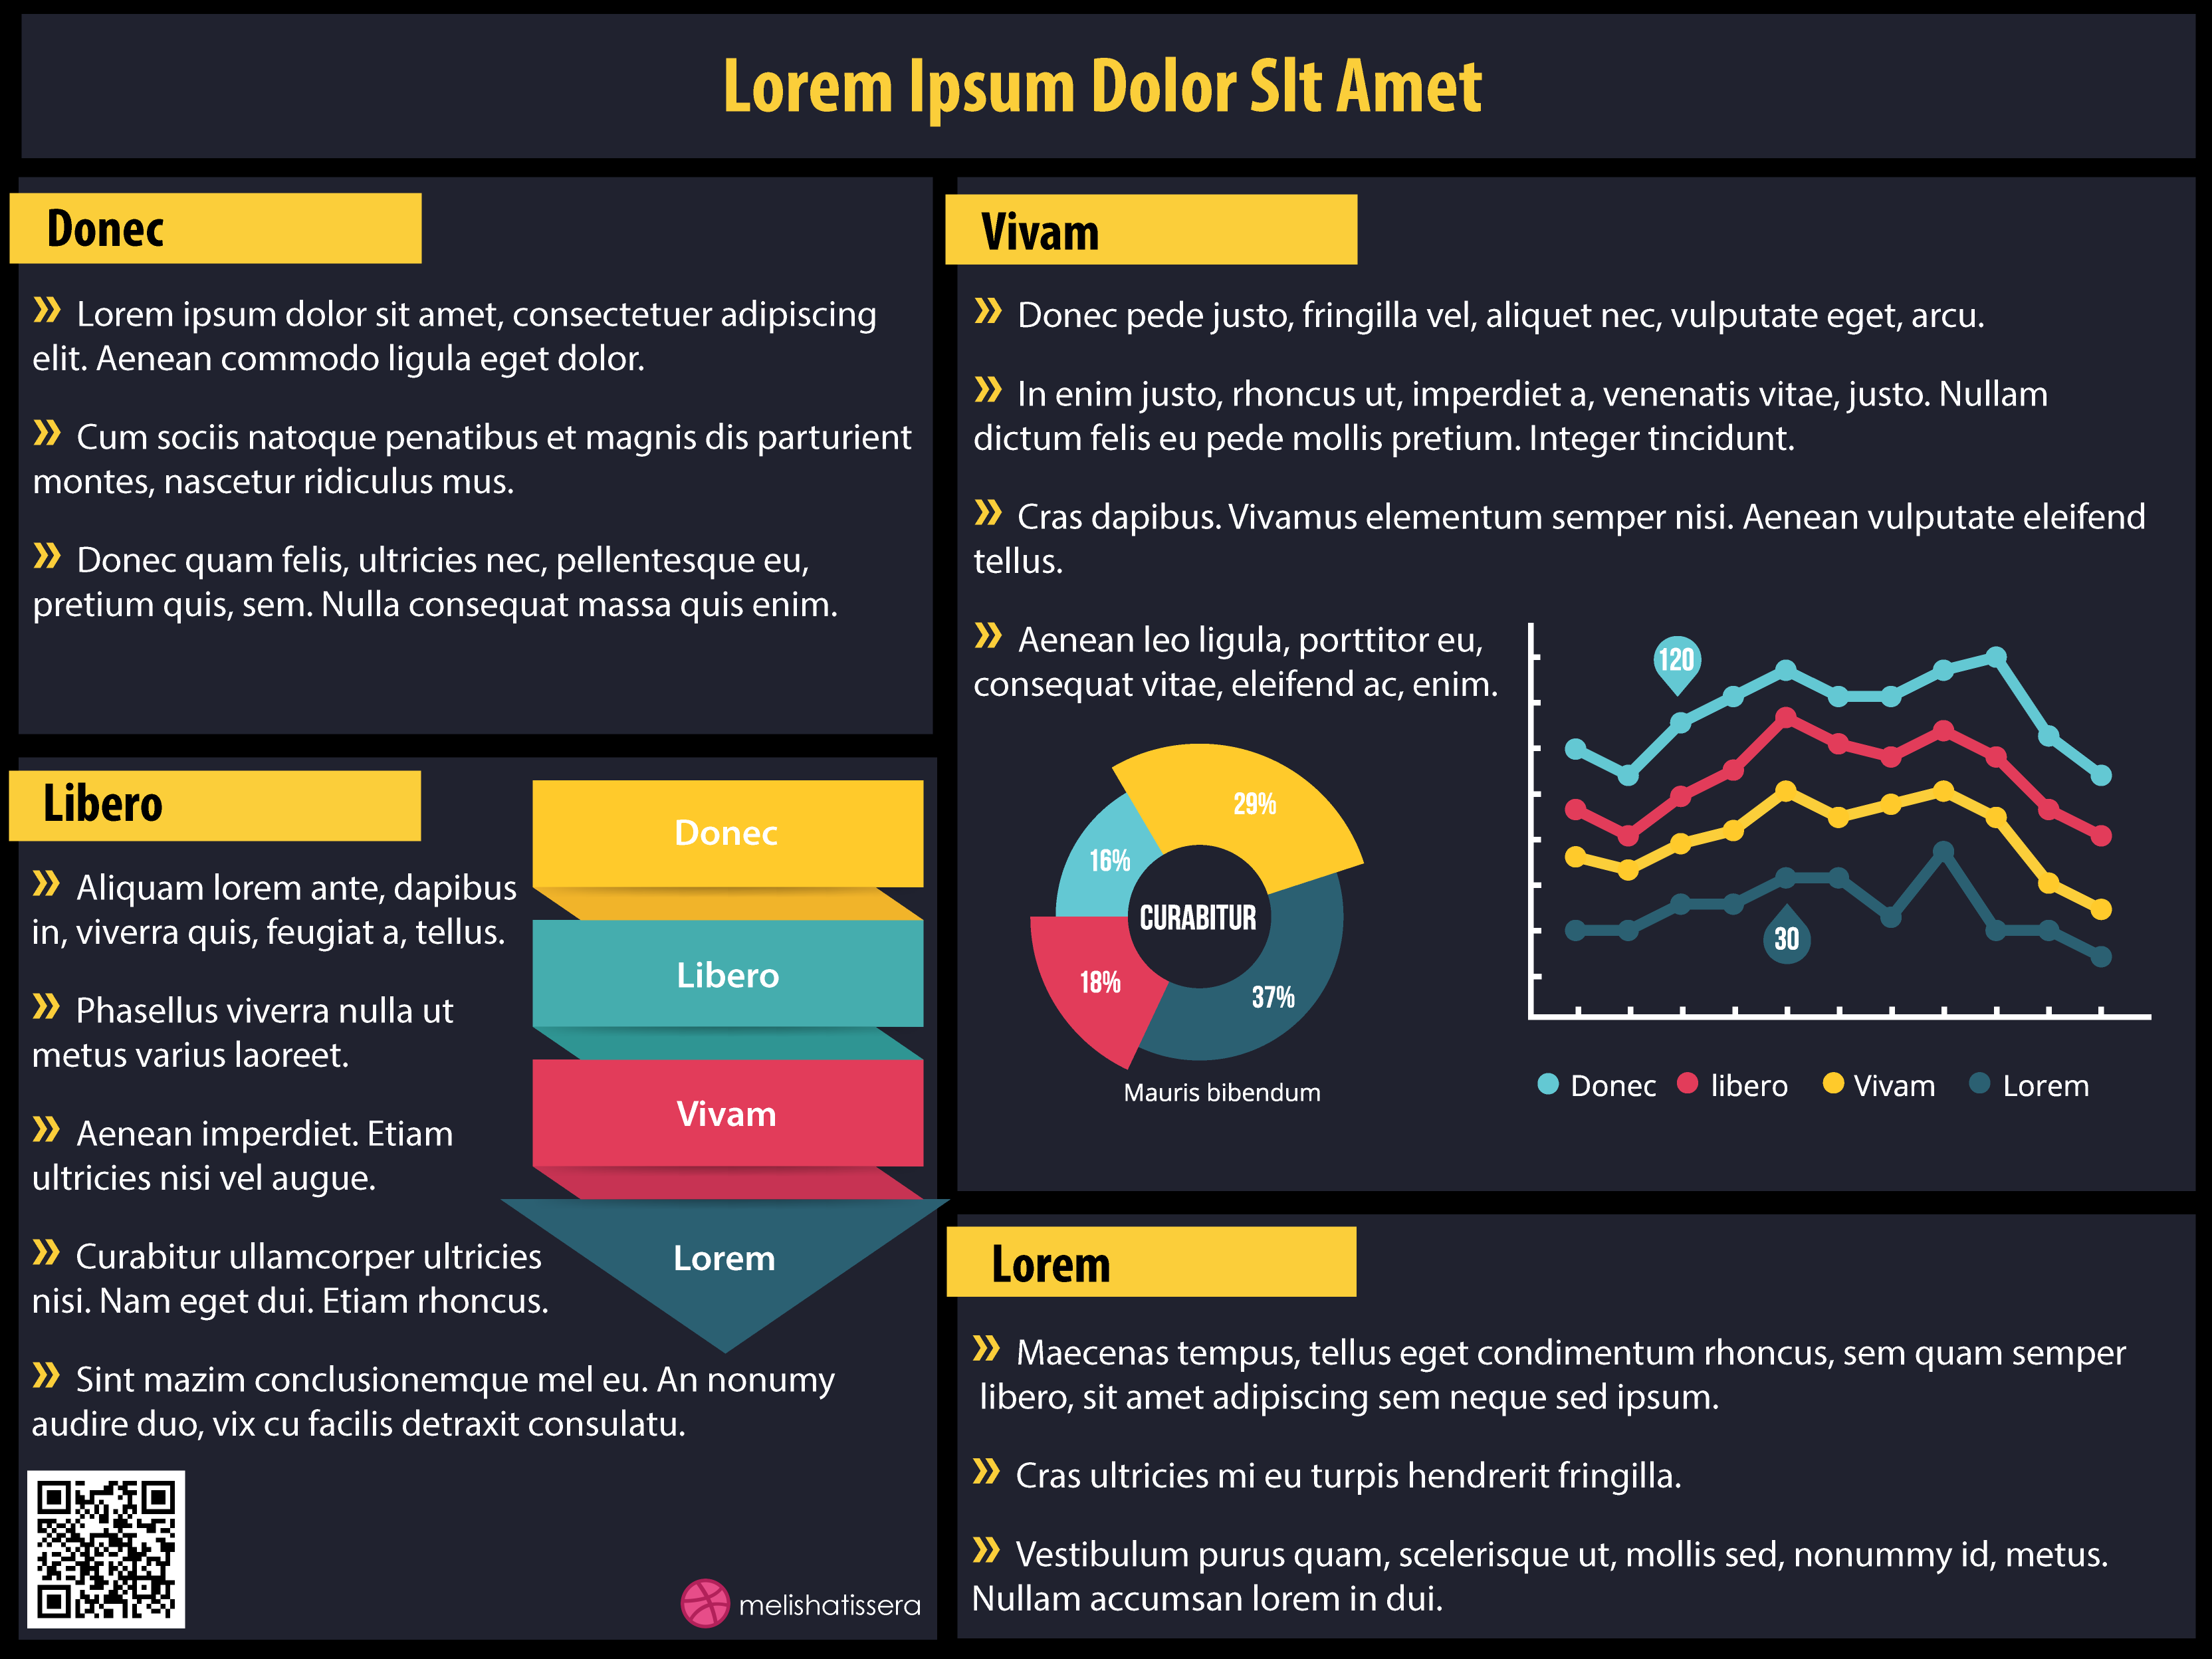 Lorem Ipsum Dolor SIt Amet
Donec
» Lorem ipsum dolor sit amet, consectetuer adipiscing
elit. Aenean commodo ligula eget dolor.
» Cum sociis natoque penatibus et magnis dis parturient
montes, nascetur ridiculus mus.
» Donec quam felis, ultricies nec, pellentesque eu,
pretium quis, sem. Nulla consequat massa quis enim.
Libero
» Aliquam lorem ante, dapibus
in, viverra quis, feugiat a, tellus.
» Phasellus viverra nulla ut
metus varius laoreet.
» Aenean imperdiet. Etiam
ultricies nisi vel augue.
» Curabitur ullamcorper ultricies
nisi. Nam eget dui. Etiam rhoncus.
» Sint mazim conclusionemque mel eu. An nonumy
audire duo, vix cu facilis detraxit consulatu.
Donec
Libero
Vivam
Lorem
melishatissera
Vivam
» Donec pede justo, fringilla vel, aliquet nec, vulputate eget, arcu.
» In enim justo, rhoncus ut, imperdiet a, venenatis vitae, justo. Nullam
dictum felis eu pede mollis pretium. Integer tincidunt.
» Cras dapibus. Vivamus elementum semper nisi. Aenean vulputate eleifend
tellus.
» Aenean leo ligula, porttitor eu,
consequat vitae, eleifend ac, enim.
29%
16%
CURABITUR
18%
37%
Mauris bibendum
120
30
Donec libero Vivam Lorem
Lorem
» Maecenas tempus, tellus eget condimentum rhoncus, sem quam semper
libero, sit amet adipiscing sem neque sed ipsum.
» Cras ultricies mi eu turpis hendrerit fringilla.
» Vestibulum purus quam, scelerisque ut, mollis sed, nonummy id, metus.
Nullam accumsan lorem in dui.